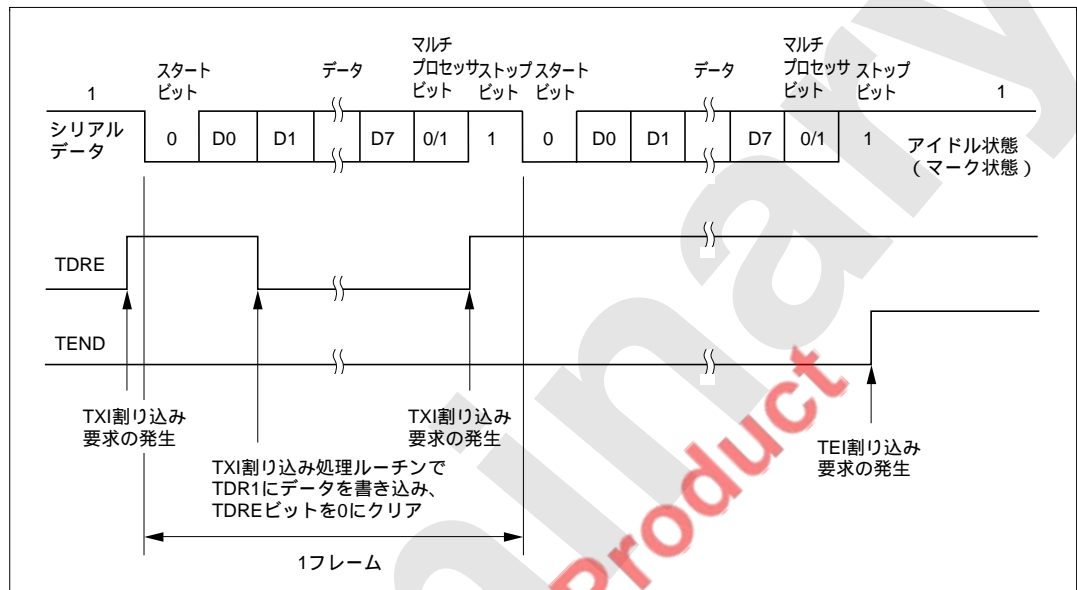 マルチ
プロセッサ
ビット
スタート
ビット
データ
ストップ
ビット
スタート
ビット
データ
マルチ
プロセッサ
ビット
ストップ
ビット
1
1
シリアル
データ
0 D0 D1 D7 0/1 1 0 D0 D1 D7 0/1 1
アイドル状態
(マーク状態)
TDRE
TEND
TXI割り込み
要求の発生
TXI割り込み処理ルーチンで
TDR1にデータを書き込み、
TDREビットを0にクリア
TXI割り込み
要求の発生
TEI割り込み
要求の発生
1フレーム
Product
inary